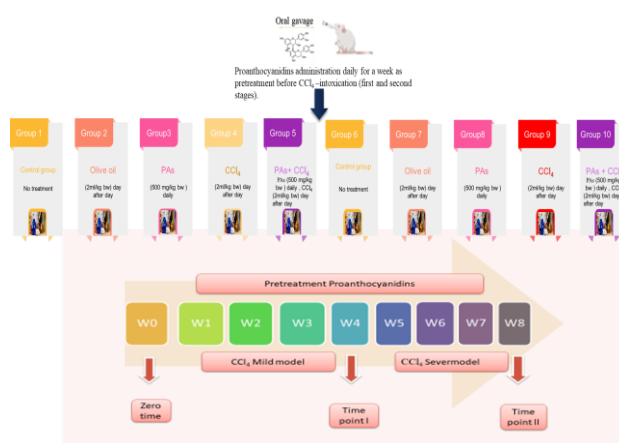 Oral gavage
Proanthocyanidins administration daily for a week as
pretreatment before CCl4 –intoxication (first and second
stages).
Group 1
Control group
No treatment
Group 2
Olive oil
(2ml/kg bw) day
after day
Group3
PAs
(500 mg/kg bw )
daily
Group 4
CCl4
(2ml/kg bw) day
after day
Group 5
PAs+ CCl4
(500 mg/kg
bw ) daily , CCl4
(2ml/kg bw) day
after day
Group 6
Control group
No treatment
Group 7
Olive oil
(2ml/kg bw) day
after day
Group8
PAs
(500 mg/kg bw )
daily
Group 9
CCl4
(2ml/kg bw) day
after day
Group 10
PAs + CCl4
(500 mg/kg
bw ) daily , CCl
(2ml/kg bw) day
after day
Pretreatment Proanthocyanidins
W0 W1 W2 W3 W4 W5 W6 W7 W8
CCl4 Mild model
CCl4 Severmodel
Zero
time
Time
point I
Time
point II